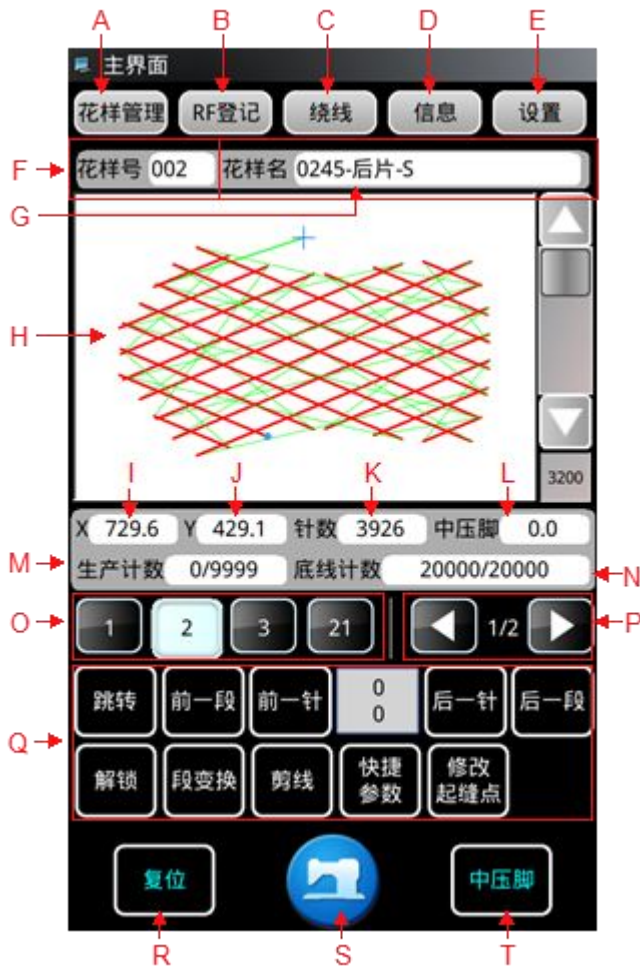 A B C D E
主界面
花样管理 RF登记 绕线 信息 设置
F 花样号 002 花样名 0245-后片-S
G
H
3200
I J K L
X 729.6 Y 429.1 针数 3926 中压脚 0.0
M 生产计数 0/9999 底线计数 20000/20000 N
O 1 2 3 21 1/2 P
跳转 前一段 前一针 0 后一针 后一段
0
Q
解锁 段变换 剪线 快捷 修改
参数 起缝点
复位 中压脚
R S T